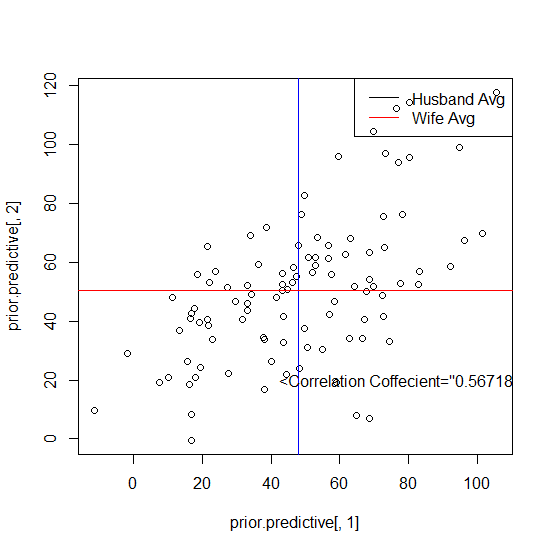 Husband Avg
Wife Avg
<Correlation Coffecient="0.56718
prior.predictive[, 2]
0
20
40
60
80
100
120
0
20
40
60
80
100
prior.predictive[, 1]